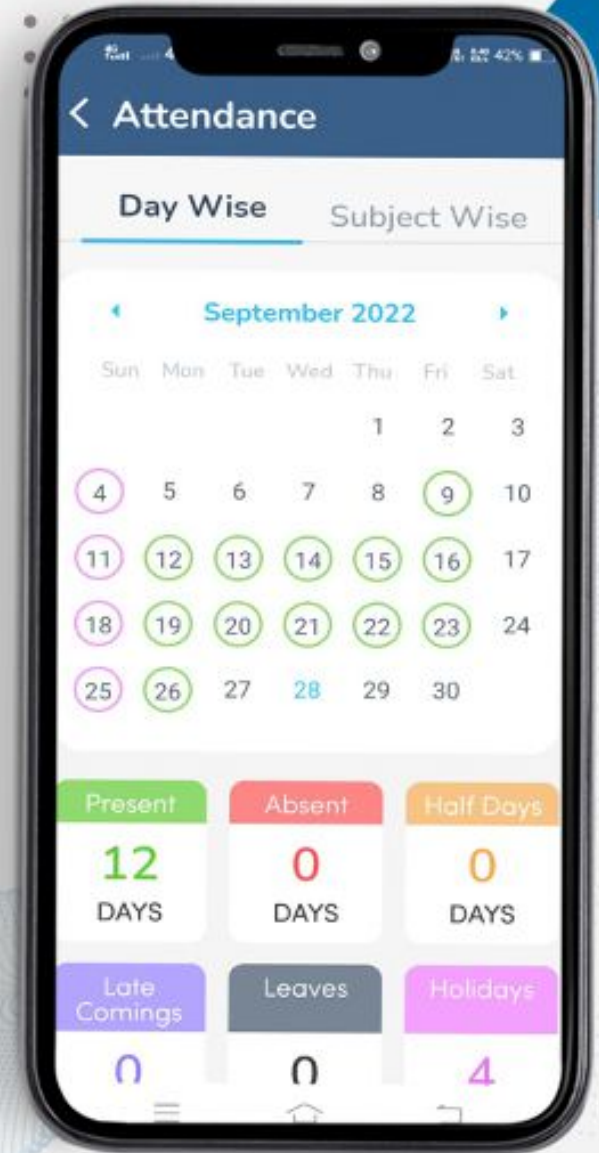 42%
Attendance
Day Wise Subject Wise
September 2022
Sun Mon Tue Wed Thu Fri Sat
1 2 3
4 5 6 7 8 9 10
11 12 13 14 15 16 17
18 19 20 21 22 23 24
25 26 27 28 29 30
Present Absent Half Days
12 0 0
DAYS DAYS DAYS
Late Comings Leaves Holidays
0 0 4